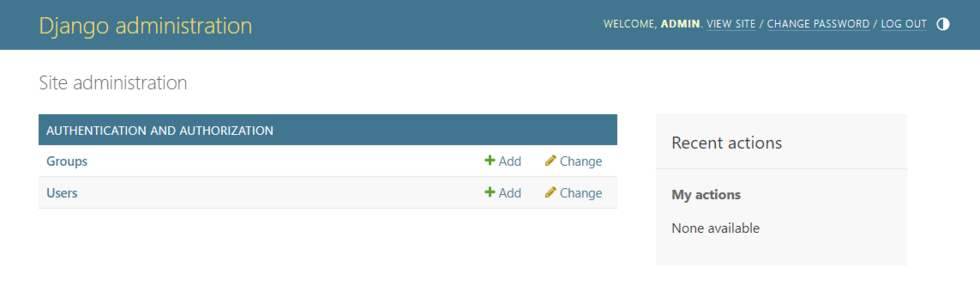 Django administration
WELCOME, ADMIN. VIEW SITE / CHANGE PASSWORD / LOG OUT
Site administration
AUTHENTICATION AND AUTHORIZATION
Groups Add Change
Users Add Change
Recent actions
My actions
None available